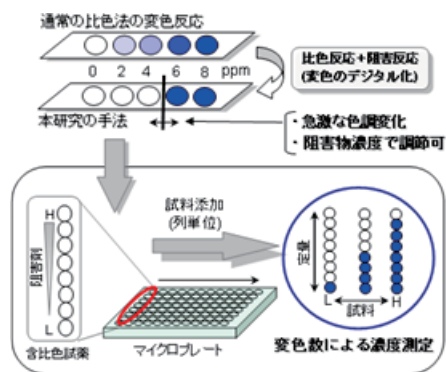 通常の比色法の変色反応
0 2 4 6 8 ppm
比色反応+阻害反応
(変色のデジタル化)
本研究の手法
・急激な色調変化
・阻害物濃度で調節可
試料添加
(列単位)
H
阻害剤
L
含比色試薬
マイクロプレート
定量
L 試料 H
変色数による濃度測定